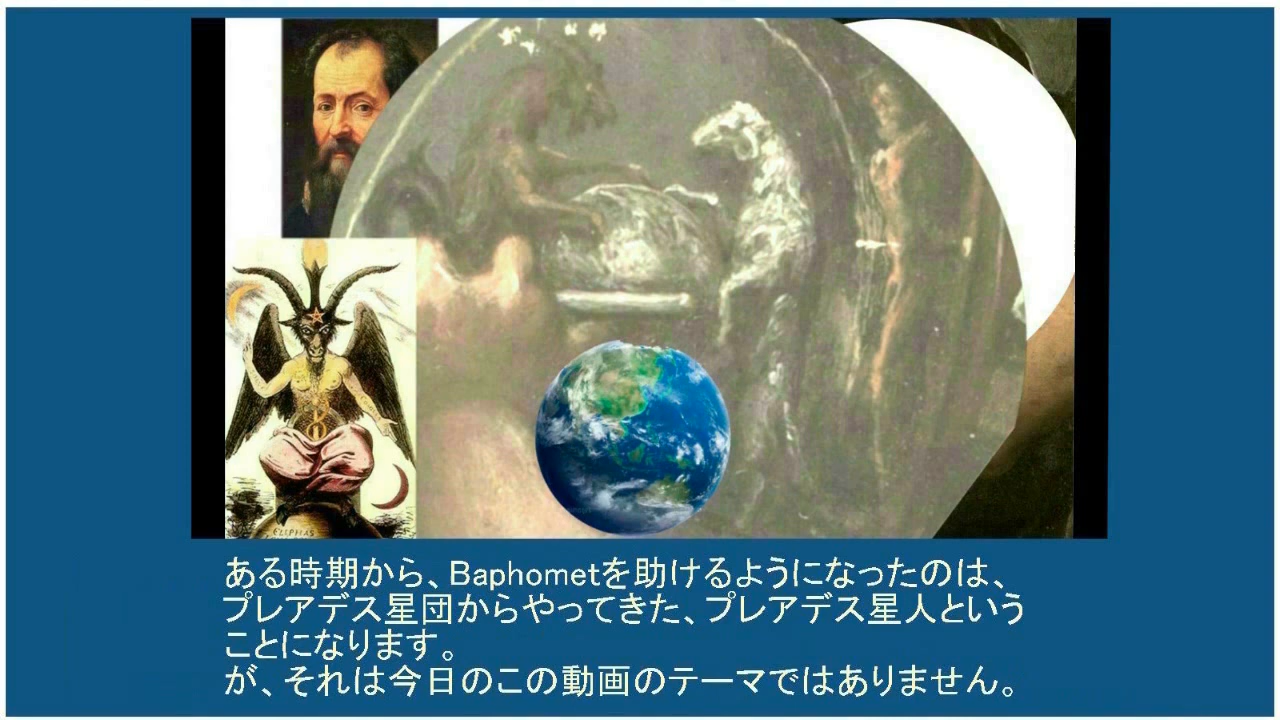 ELIPHAS
ある時期から、Baphometを助けるようになったのは、
プレアデス星団からやってきた、プレアデス星人という
ことになります。
が、それは今日のこの動画のテーマではありません。